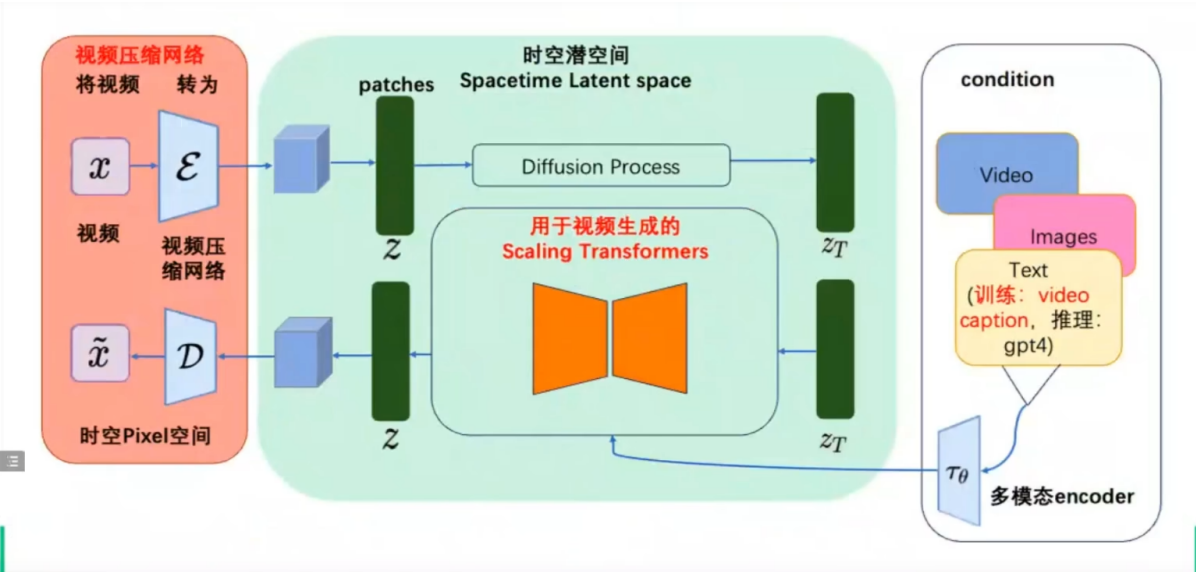 视频压缩网络
将视频 转为
x
ℰ
视频
视频压
缩网络
x̃
𝒟
时空Pixel空间
时空潜空间
Spacetime Latent space
patches
Diffusion Process
z
z_T
用于视频生成的
Scaling Transformers
z
z_T
condition
Video
Images
Text
(训练：video
caption，推理：
gpt4)
τ_θ
多模态encoder